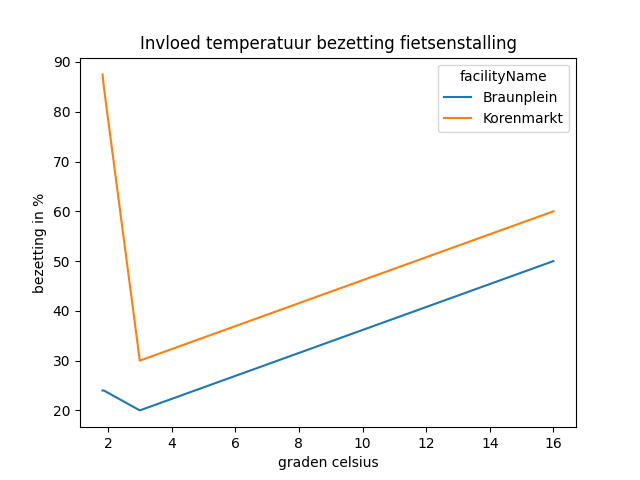 Invloed temperatuur bezetting fietsenstalling
facilityName
Braunplein
Korenmarkt
bezetting in %
90
80
70
60
50
40
30
20
2 4 6 8 10 12 14 16
graden celsius